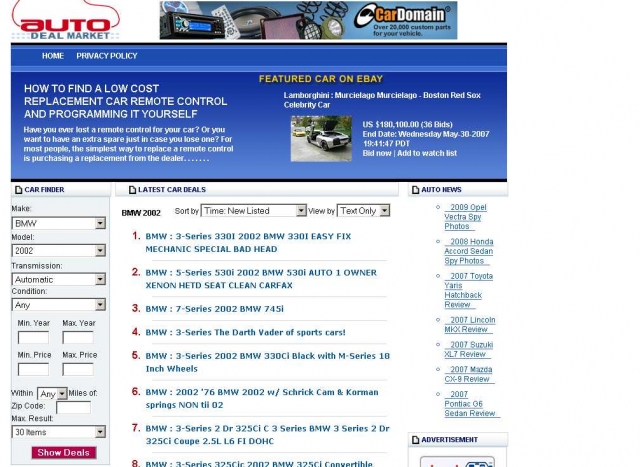 auto
DEAL MARKET
CarDomain
Over 20,000 custom parts
for your vehicle.
HOME PRIVACY POLICY
HOW TO FIND A LOW COST
REPLACEMENT CAR REMOTE CONTROL
AND PROGRAMMING IT YOURSELF
Have you ever lost a remote control for your car? Or you
want to have an extra spare just in case you lose one? For
most people, the simplest way to replace a remote control
is purchasing a replacement from the dealer.......
FEATURED CAR ON EBAY
Lamborghini : Murcielago Murcielago - Boston Red Sox
Celebrity Car
US $180,100.00 (36 Bids)
End Date: Wednesday May-30-2007
19:41:47 PDT
Bid now | Add to watch list
CAR FINDER
Make:
BMW
Model:
2002
Transmission:
Automatic
Condition:
Any
Min. Year Max. Year
Min. Price Max. Price
Within Any Miles of:
Zip Code:
Max. Result:
30 Items
Show Deals
LATEST CAR DEALS
BMW 2002 Sort by Time: New Listed View by Text Only
1. BMW : 3-Series 330I 2002 BMW 330I EASY FIX
MECHANIC SPECIAL BAD HEAD
2. BMW : 5-Series 530i 2002 BMW 530i AUTO 1 OWNER
XENON HETD SEAT CLEAN CARFAX
3. BMW : 7-Series 2002 BMW 745i
4. BMW : 3-Series The Darth Vader of sports cars!
5. BMW : 3-Series 2002 BMW 330Ci Black with M-Series 18
Inch Wheels
6. BMW : 2002 '76 BMW 2002 w/ Schrick Cam & Korman
springs NON tii 02
7. BMW : 3-Series 2 Dr 325Ci C 3 Series BMW 3 Series 2 Dr
325Ci Coupe 2.5L L6 FI DOHC
8. BMW : 3-Series 325Cic 2002 BMW 325Ci Convertible
AUTO NEWS
2009 Opel
Vectra Spy
Photos
2008 Honda
Accord Sedan
Spy Photos
2007 Toyota
Yaris
Hatchback
Review
2007 Lincoln
MKX Review
2007 Suzuki
XL7 Review
2007 Mazda
CX-9 Review
2007
Pontiac G6
Sedan Review
ADVERTISEMENT